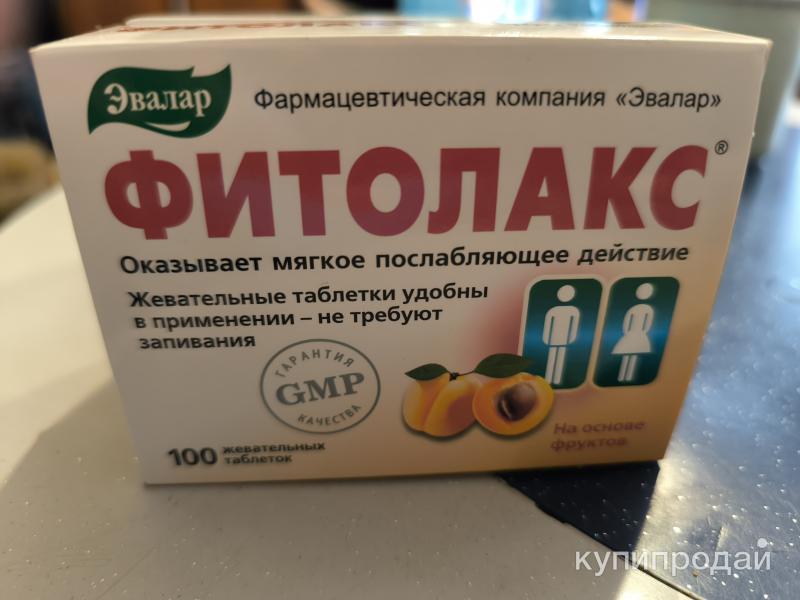 Эвалар
Фармацевтическая компания «Эвалар»
ФИТОЛАКС®
Оказывает мягкое послабляющее действие
Жевательные таблетки удобны
в применении – не требуют
запивания
ГАРАНТИЯ
GMP
КАЧЕСТВА
На основе
фруктов
100 жевательных
таблеток
купипродай